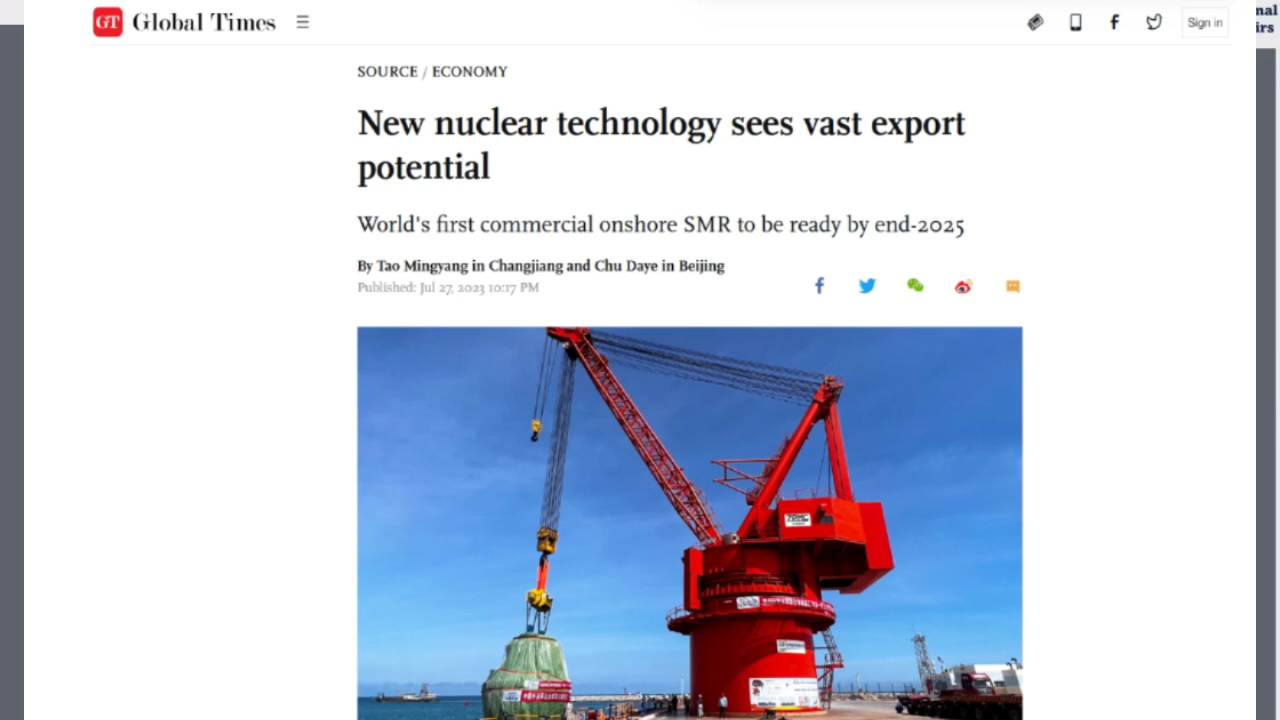 GT Global Times
Sign in
nal
irs
SOURCE / ECONOMY
New nuclear technology sees vast export
potential
World's first commercial onshore SMR to be ready by end-2025
By Tao Mingyang in Changjiang and Chu Daye in Beijing
Published: Jul 27, 2023 10:17 PM